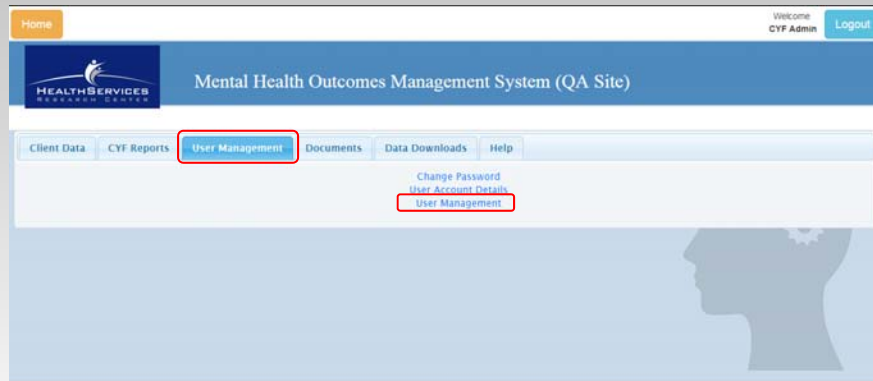 Home
Welcome
CYF Admin
Logout
HEALTHSERVICES
RESEARCH CENTER
Mental Health Outcomes Management System (QA Site)
Client Data CYF Reports User Management Documents Data Downloads Help
Change Password
User Account Details
User Management